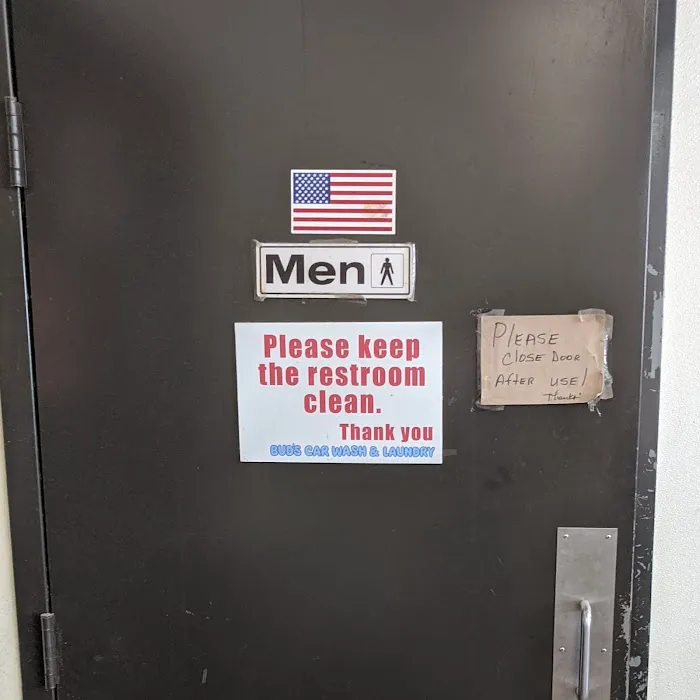 Men
Please keep
the restroom
clean.
Thank you
BUD'S CAR WASH & LAUNDRY
PLEASE
CLOSE DOOR
AFTER USE!
Thanks!